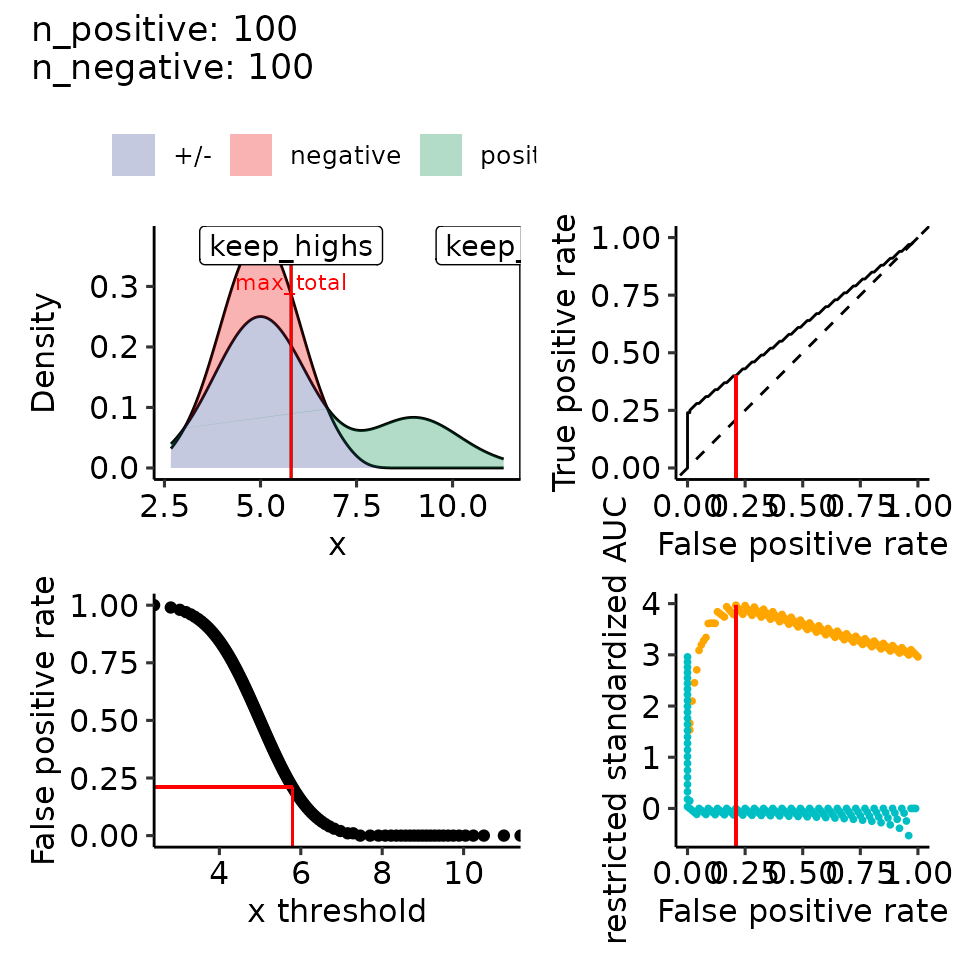 n_positive: 100
n_negative: 100
+/- negative posit
keep_highs keep_
max_total
Density
0.3
0.2
0.1
0.0
2.5 5.0 7.5 10.0
x
True positive rate
1.00
0.75
0.50
0.25
0.00
0.00 0.25 0.50 0.75 1.00
False positive rate
False positive rate
1.00
0.75
0.50
0.25
0.00
4 6 8 10
x threshold
restricted standardized AUC
4
3
2
1
0
0.00 0.25 0.50 0.75 1.00
False positive rate